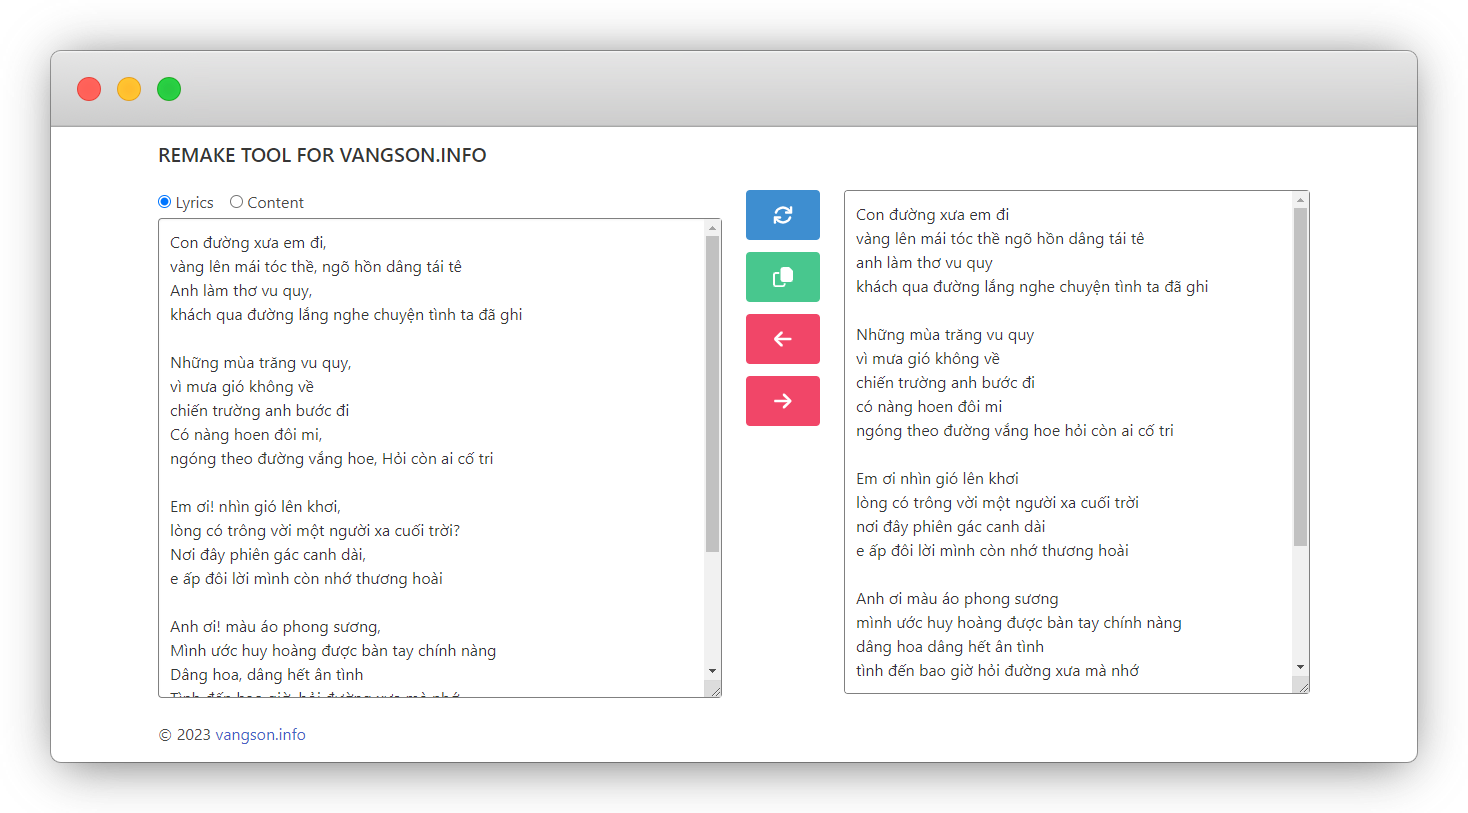 REMAKE TOOL FOR VANGSON.INFO
Lyrics Content
Con đường xưa em đi,
vàng lên mái tóc thề, ngõ hồn dâng tái tê
Anh làm thơ vu quy,
khách qua đường lắng nghe chuyện tình ta đã ghi
Những mùa trăng vu quy,
vì mưa gió không về
chiến trường anh bước đi
Có nàng hoen đôi mi,
ngóng theo đường vắng hoe, Hỏi còn ai cố tri
Em ơi! nhìn gió lên khơi,
lòng có trông vời một người xa cuối trời?
Nơi đây phiên gác canh dài,
e ấp đôi lời mình còn nhớ thương hoài
Anh ơi! màu áo phong sương,
Mình ước huy hoàng được bàn tay chính nàng
Dâng hoa, dâng hết ân tình
Con đường xưa em đi
vàng lên mái tóc thề ngõ hồn dâng tái tê
anh làm thơ vu quy
khách qua đường lắng nghe chuyện tình ta đã ghi
Những mùa trăng vu quy
vì mưa gió không về
chiến trường anh bước đi
có nàng hoen đôi mi
ngóng theo đường vắng hoe hỏi còn ai cố tri
Em ơi nhìn gió lên khơi
lòng có trông vời một người xa cuối trời
nơi đây phiên gác canh dài
e ấp đôi lời mình còn nhớ thương hoài
Anh ơi màu áo phong sương
mình ước huy hoàng được bàn tay chính nàng
dâng hoa dâng hết ân tình
tình đến bao giờ hỏi đường xưa mà nhớ
© 2023 vangson.info